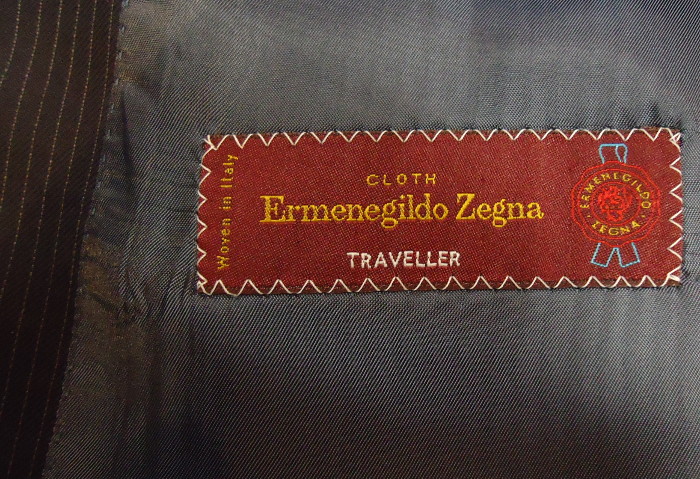 Woven in Italy
CLOTH
Ermenegildo Zegna
TRAVELLER
ERMENEGILDO
ZEGNA